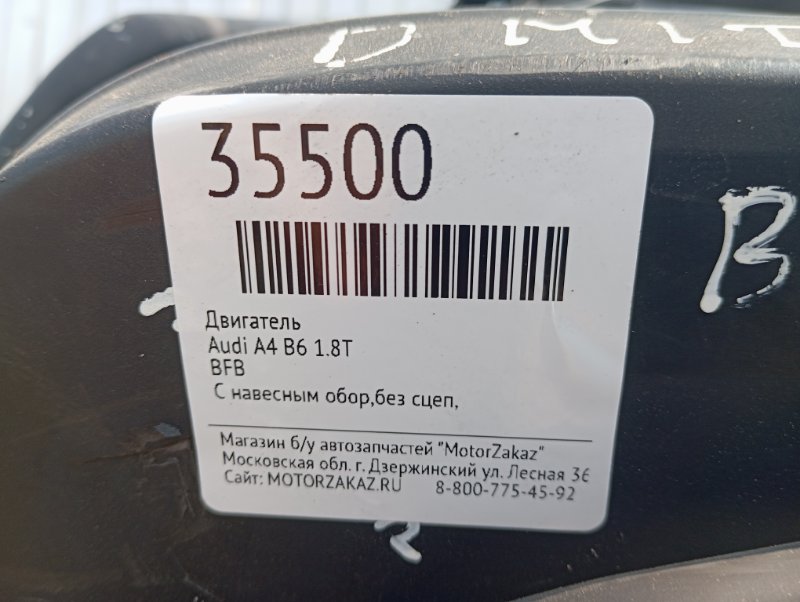 DMIT
35500
B
Двигатель
Audi A4 B6 1.8T
BFB
С навесным обор,без сцеп,
Магазин б/у автозапчастей "MotorZakaz"
Московская обл. г. Дзержинский ул. Лесная 36
Сайт: MOTORZAKAZ.RU 8-800-775-45-92